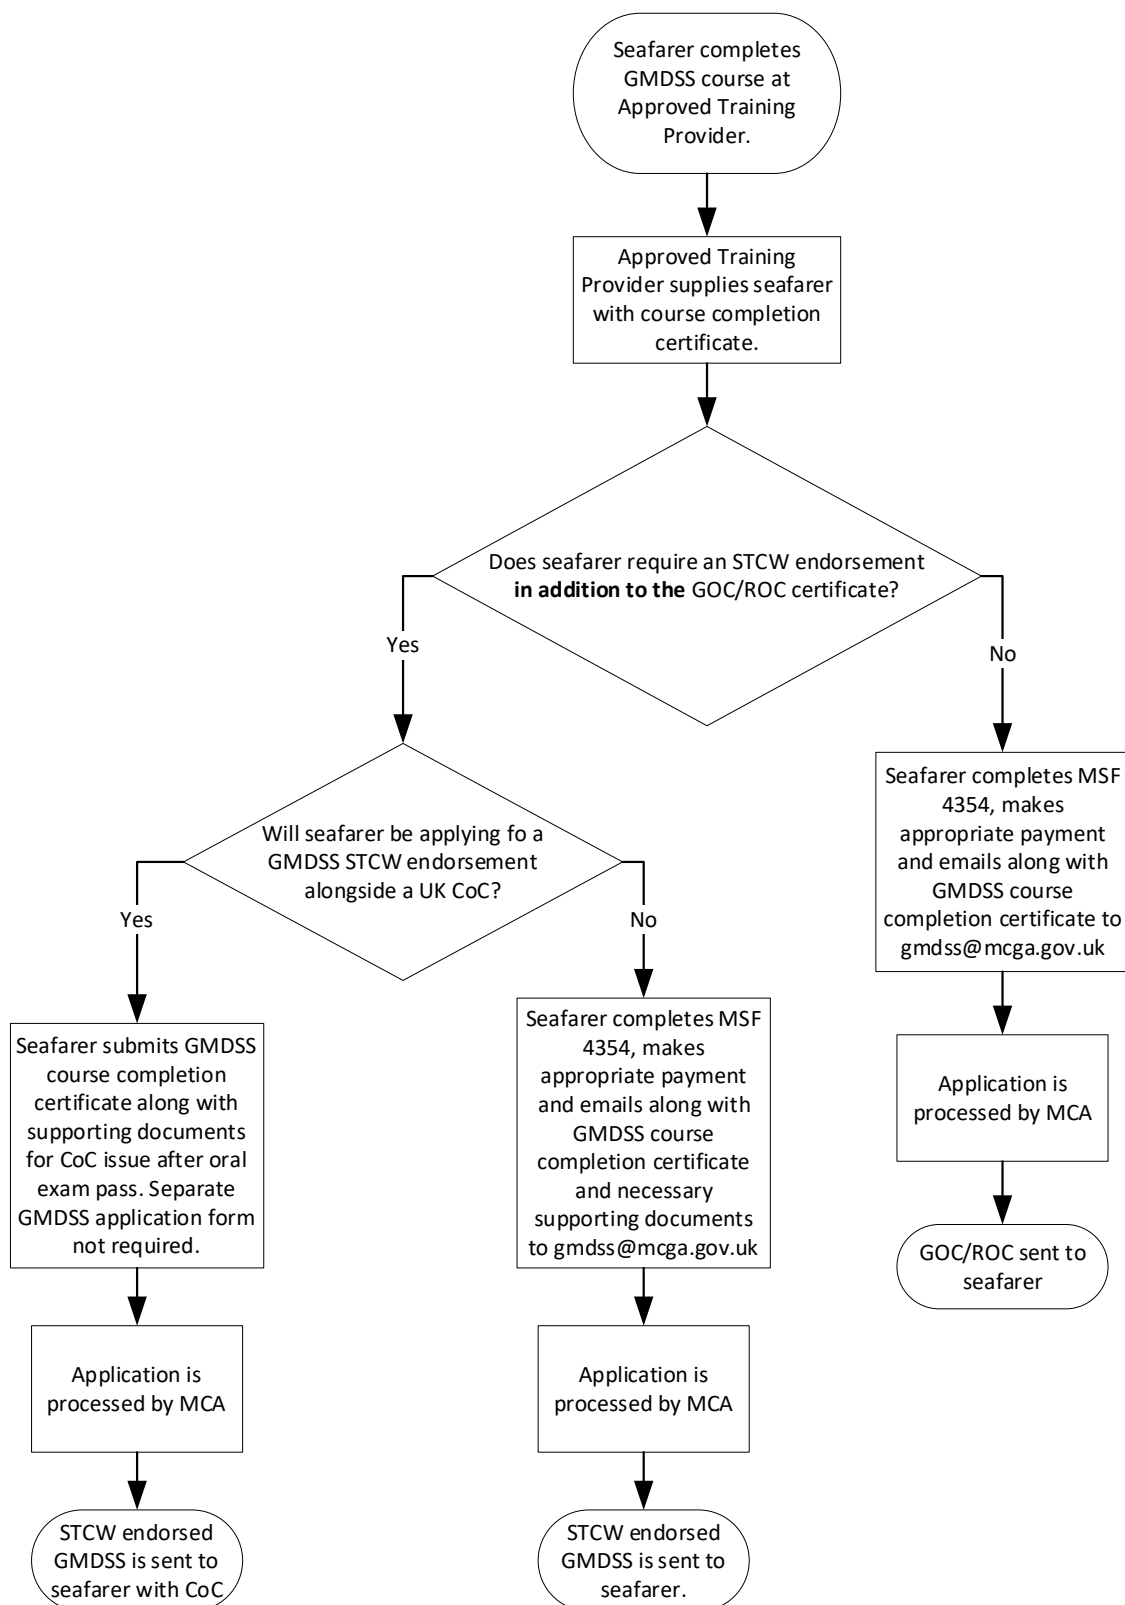 Seafarer completes
GMDSS course at
Approved Training
Provider.
Approved Training
Provider supplies seafarer
with course completion
certificate.
Does seafarer require an STCW endorsement
in addition to the GOC/ROC certificate?
Yes
No
Will seafarer be applying fo a
GMDSS STCW endorsement
alongside a UK CoC?
Yes
No
Seafarer completes MSF
4354, makes
appropriate payment
and emails along with
GMDSS course
completion certificate to
gmdss@mcga.gov.uk
Seafarer submits GMDSS
course completion
certificate along with
supporting documents
for CoC issue after oral
exam pass. Separate
GMDSS application form
not required.
Seafarer completes MSF
4354, makes
appropriate payment
and emails along with
GMDSS course
completion certificate
and necessary
supporting documents
to gmdss@mcga.gov.uk
Application is
processed by MCA
GOC/ROC sent to
seafarer
Application is
processed by MCA
Application is
processed by MCA
STCW endorsed
GMDSS is sent to
seafarer with CoC
STCW endorsed
GMDSS is sent to
seafarer.